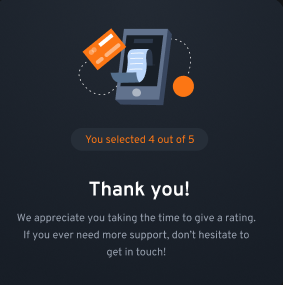 You selected 4 out of 5
Thank you!
We appreciate you taking the time to give a rating.
If you ever need more support, don't hesitate to
get in touch!